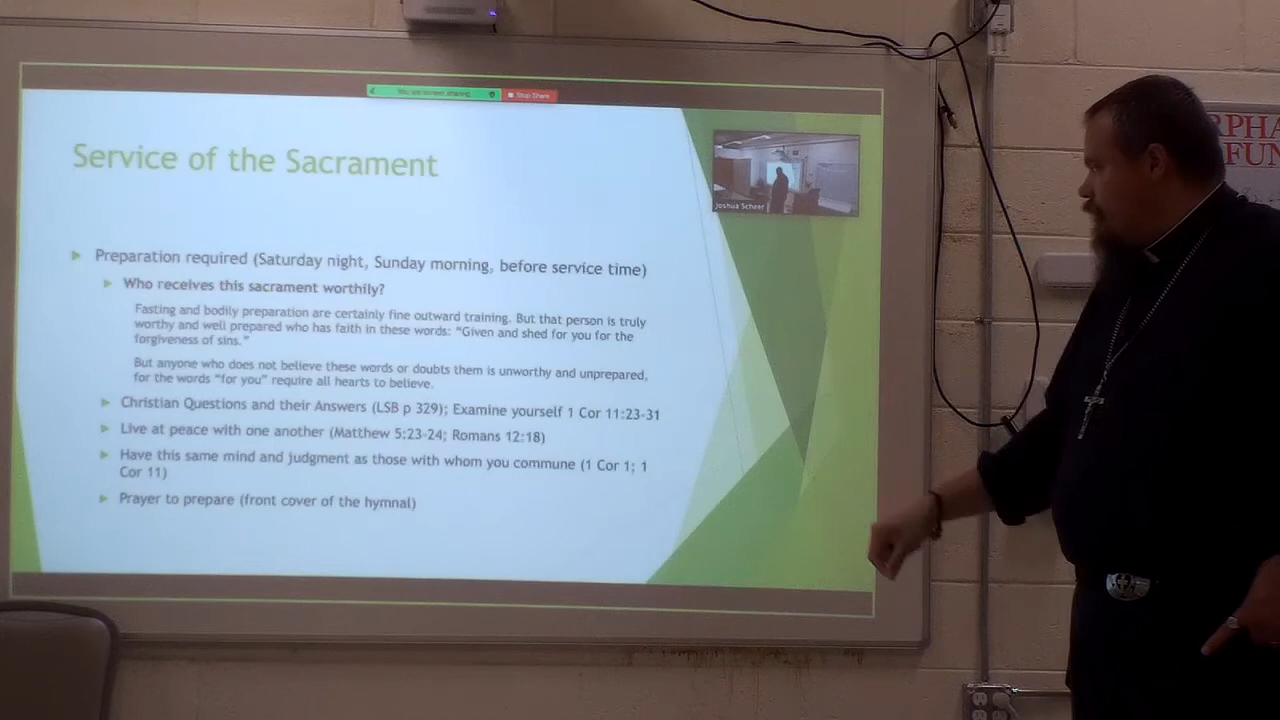 You are screen sharing
Stop Share
Service of the Sacrament
Joshua Scheer
Preparation required (Saturday night, Sunday morning, before service time)
Who receives this sacrament worthily?
Fasting and bodily preparation are certainly fine outward training. But that person is truly
worthy and well prepared who has faith in these words: "Given and shed for you for the
forgiveness of sins."
But anyone who does not believe these words or doubts them is unworthy and unprepared,
for the words "for you" require all hearts to believe.
Christian Questions and their Answers (LSB p 329); Examine yourself 1 Cor 11:23-31
Live at peace with one another (Matthew 5:23-24; Romans 12:18)
Have this same mind and judgment as those with whom you commune (1 Cor 1; 1
Cor 11)
Prayer to prepare (front cover of the hymnal)
RPHA
FUN